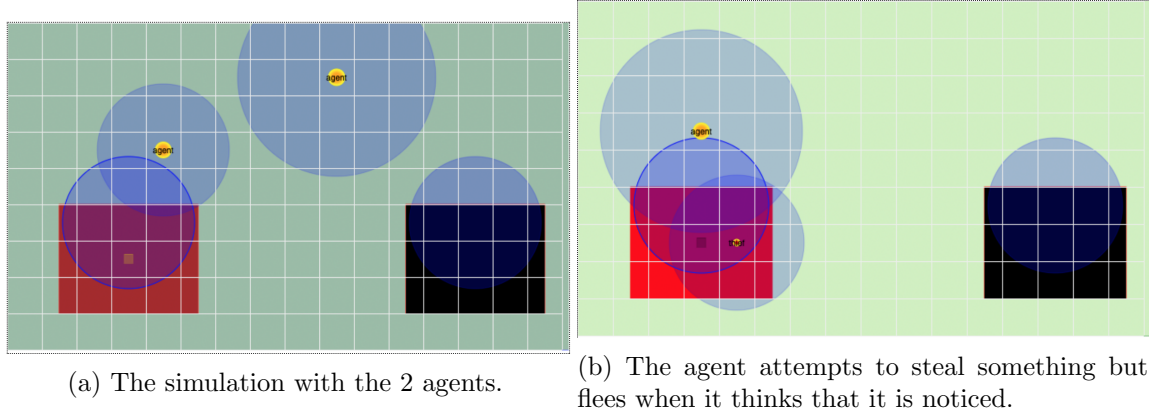 agent
agent
(a) The simulation with the 2 agents.
agent
thief
(b) The agent attempts to steal something but
flees when it thinks that it is noticed.